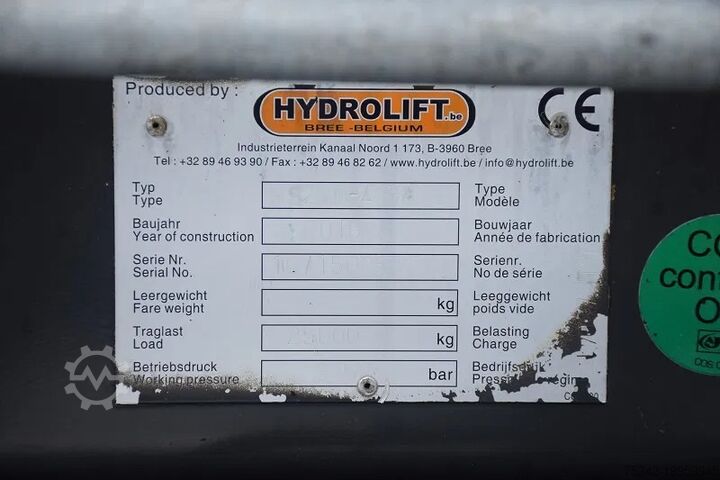 Produced by :
HYDROLIFT.be
BREE - BELGIUM
CE
Industrieterrein Kanaal Noord 1 173, B-3960 Bree
Tel : +32 89 46 93 90 / Fax : +32 89 46 82 62 / www.hydrolift.be / info@hydrolift.be
Typ
Type
Type
Modèle
Baujahr
Year of construction
Bouwjaar
Année de fabrication
Serie Nr.
Serial No.
Serienr.
No de série
Leergewicht
Fare weight
kg
Leeggewicht
poids vide
Traglast
Load
kg
Belasting
Charge
Betriebsdruck
Working pressure
bar